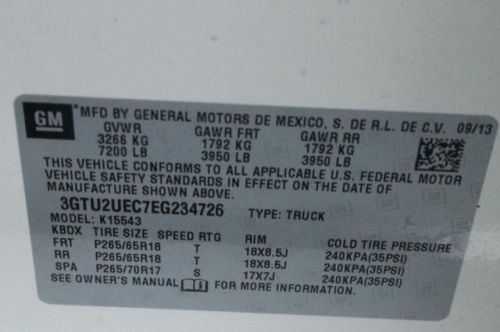 GM
MFD BY GENERAL MOTORS DE MEXICO, S. DE R.L. DE C.V. 09/13
GVWR GAWR FRT GAWR RR
3266 KG 1792 KG 1792 KG
7200 LB 3950 LB 3950 LB
THIS VEHICLE CONFORMS TO ALL APPLICABLE U.S. FEDERAL MOTOR
VEHICLE SAFETY STANDARDS IN EFFECT ON THE DATE OF
MANUFACTURE SHOWN ABOVE.
3GTU2UEC7EG234726 TYPE: TRUCK
MODEL: K15543
KBDX TIRE SIZE SPEED RTG RIM COLD TIRE PRESSURE
FRT P265/65R18 T 18X8.5J 240KPA(35PSI)
RR P265/65R18 T 18X8.5J 240KPA(35PSI)
SPA P265/70R17 S 17X7J 240KPA(35PSI)
SEE OWNER'S MANUAL FOR MORE INFORMATION.